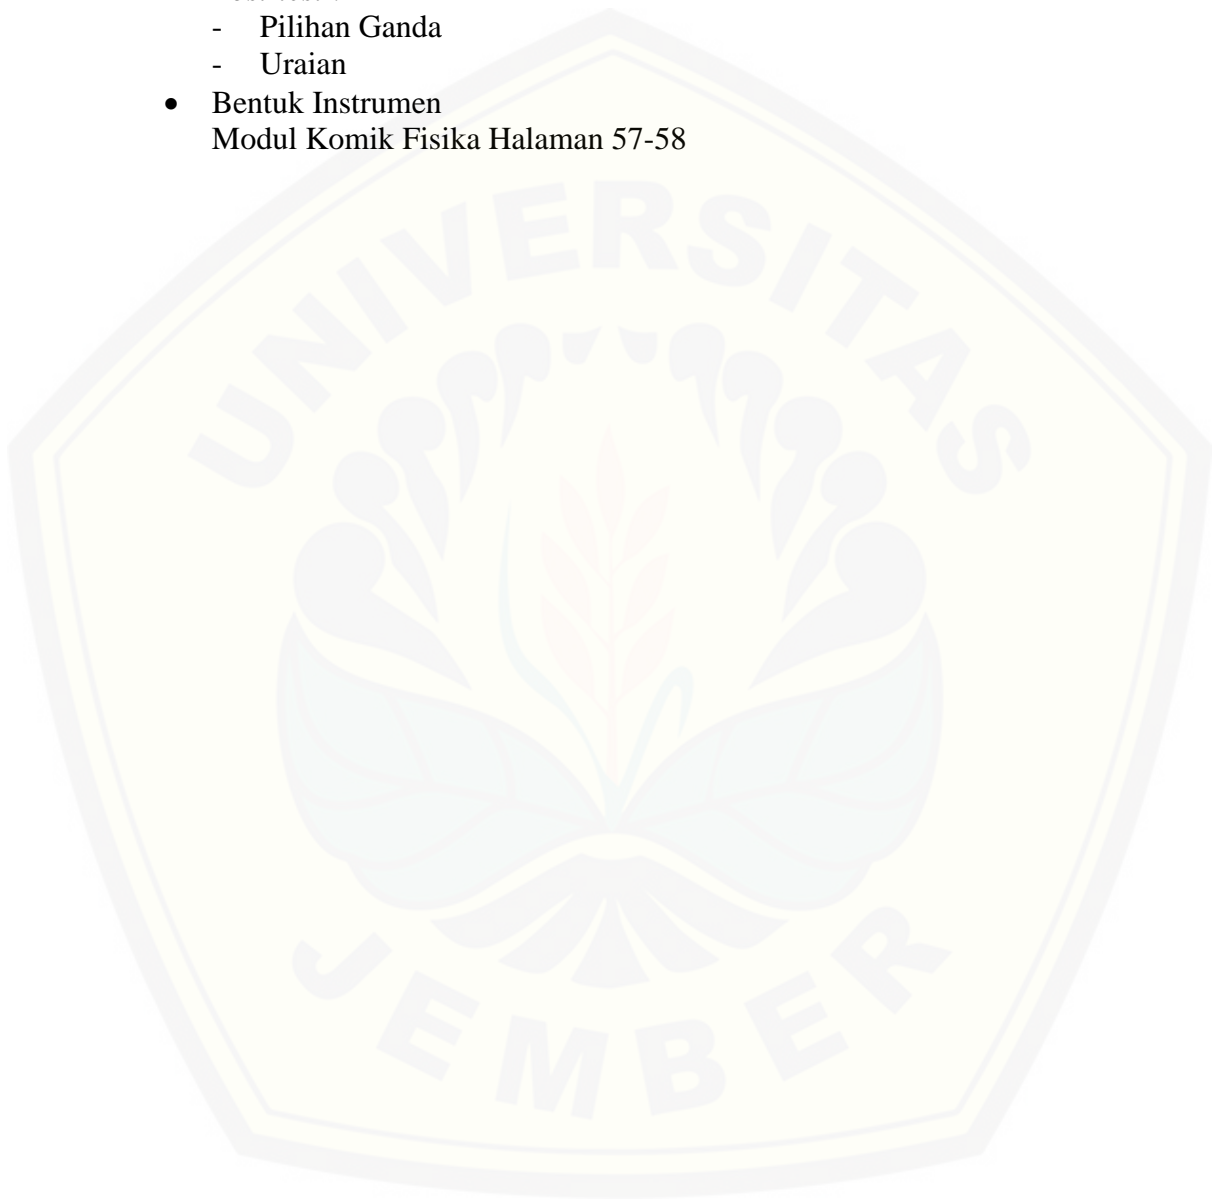 - Pilihan Ganda
- Uraian
• Bentuk Instrumen
Modul Komik Fisika Halaman 57-58
UNIVERSITAS
JEMBER